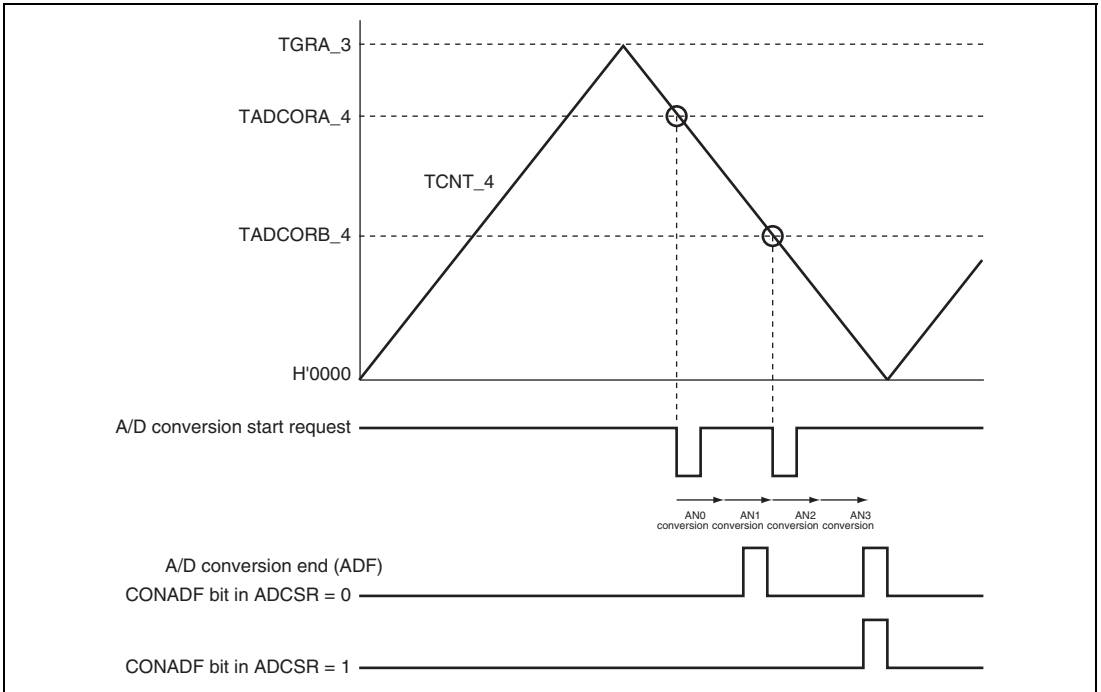 TGRA_3
TADCORA_4
TCNT_4
TADCORB_4
H'0000
A/D conversion start request
AN0 AN1 AN2 AN3
conversion conversion conversion conversion
A/D conversion end (ADF)
CONADF bit in ADCSR = 0
CONADF bit in ADCSR = 1